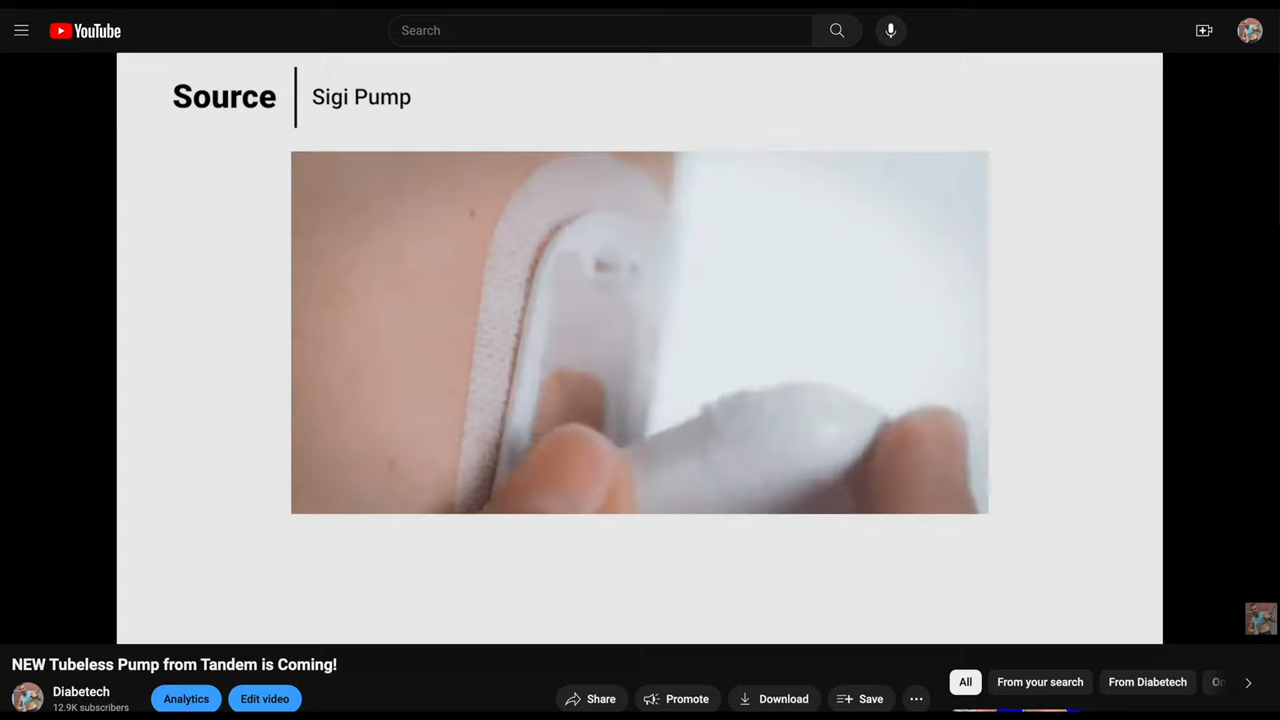 YouTube
Search
Source
Sigi Pump
NEW Tubeless Pump from Tandem is Coming!
Diabetech
12.9K subscribers
Analytics
Edit video
Share
Promote
Download
Save
All
From your search
From Diabetech
On